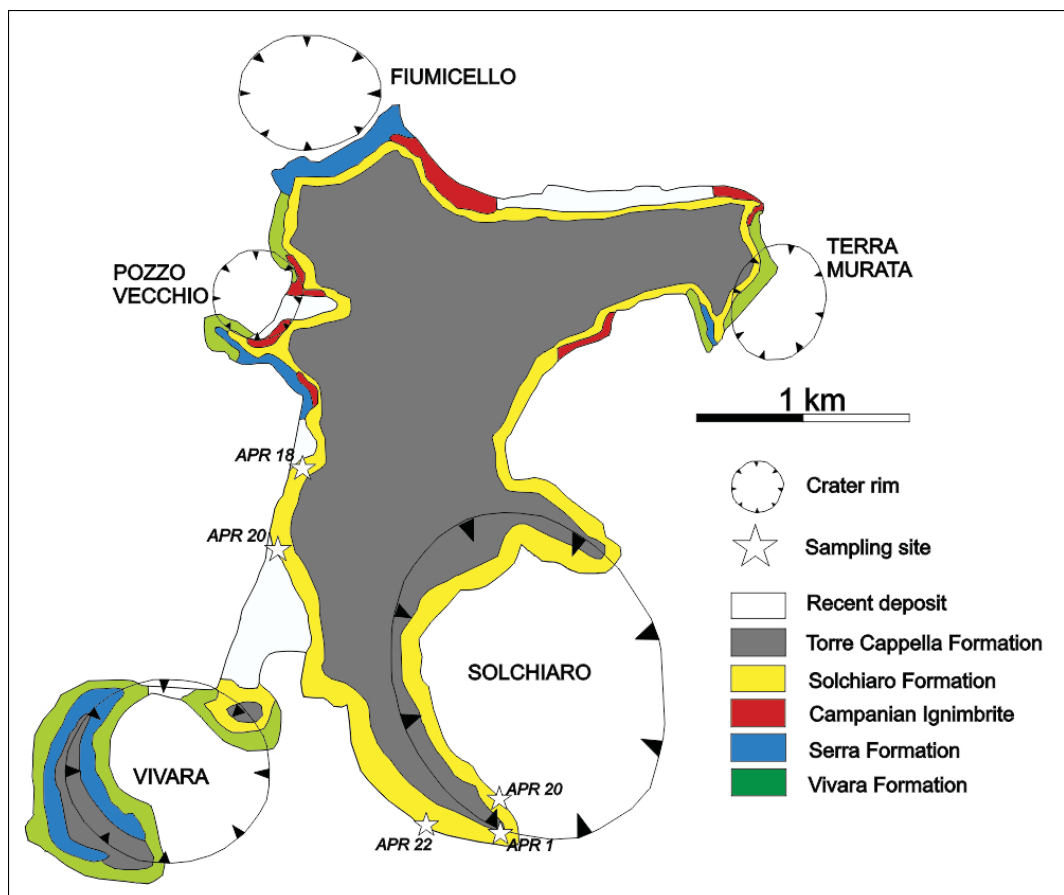 FIUMICELLO
POZZO
VECCHIO
TERRA
MURATA
1 km
APR 18
Crater rim
APR 20
Sampling site
Recent deposit
Torre Cappella Formation
SOLCHIARO
Solchiaro Formation
Campanian Ignimbrite
Serra Formation
VIVARA
Vivara Formation
APR 20
APR 22
APR 1